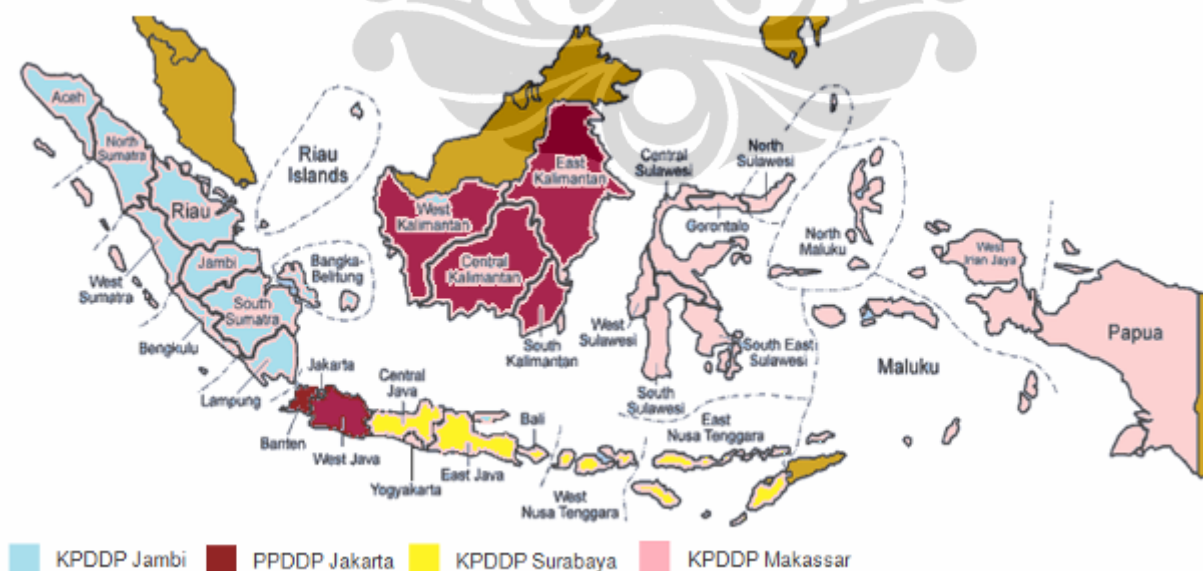 Aceh
North
Sumatra
Riau
Islands
Riau
West
Sumatra
Jambi
Bangka-
Belitung
South
Sumatra
Bengkulu
Lampung
West
Kalimantan
Central
Kalimantan
East
Kalimantan
South
Kalimantan
Central
Sulawesi
North
Sulawesi
Gorontalo
North
Maluku
West
Sulawesi
South East
Sulawesi
South
Sulawesi
Maluku
West
Irian Jaya
Papua
Jakarta
Banten
West Java
Central
Java
Yogyakarta
East Java
Bali
West
Nusa Tenggara
East
Nusa Tenggara
KPDDP Jambi
PPDDP Jakarta
KPDDP Surabaya
KPDDP Makassar